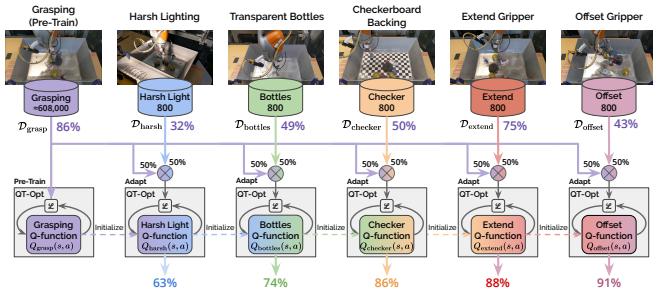 Grasping
(Pre-Train)
Harsh Lighting
Transparent Bottles
Checkerboard
Backing
Extend Gripper
Offset Gripper
Grasping
≈608,000
Harsh Light
800
Bottles
800
Checker
800
Extend
800
Offset
800
𝒟grasp 86%
𝒟harsh 32%
𝒟bottles 49%
𝒟checker 50%
𝒟extend 75%
𝒟offset 43%
50% 50%
50% 50%
50% 50%
50% 50%
50% 50%
Pre-Train
Adapt
Adapt
Adapt
Adapt
Adapt
QT-Opt
QT-Opt
QT-Opt
QT-Opt
QT-Opt
QT-Opt
ℒ
ℒ
ℒ
ℒ
ℒ
ℒ
Grasping
Q-function
Qgrasp(s, a)
Initialize
Harsh Light
Q-function
Qharsh(s, a)
Initialize
Bottles
Q-function
Qbottles(s, a)
Initialize
Checker
Q-function
Qchecker(s, a)
Initialize
Extend
Q-function
Qextend(s, a)
Initialize
Offset
Q-function
Qoffset(s, a)
63%
74%
86%
88%
91%